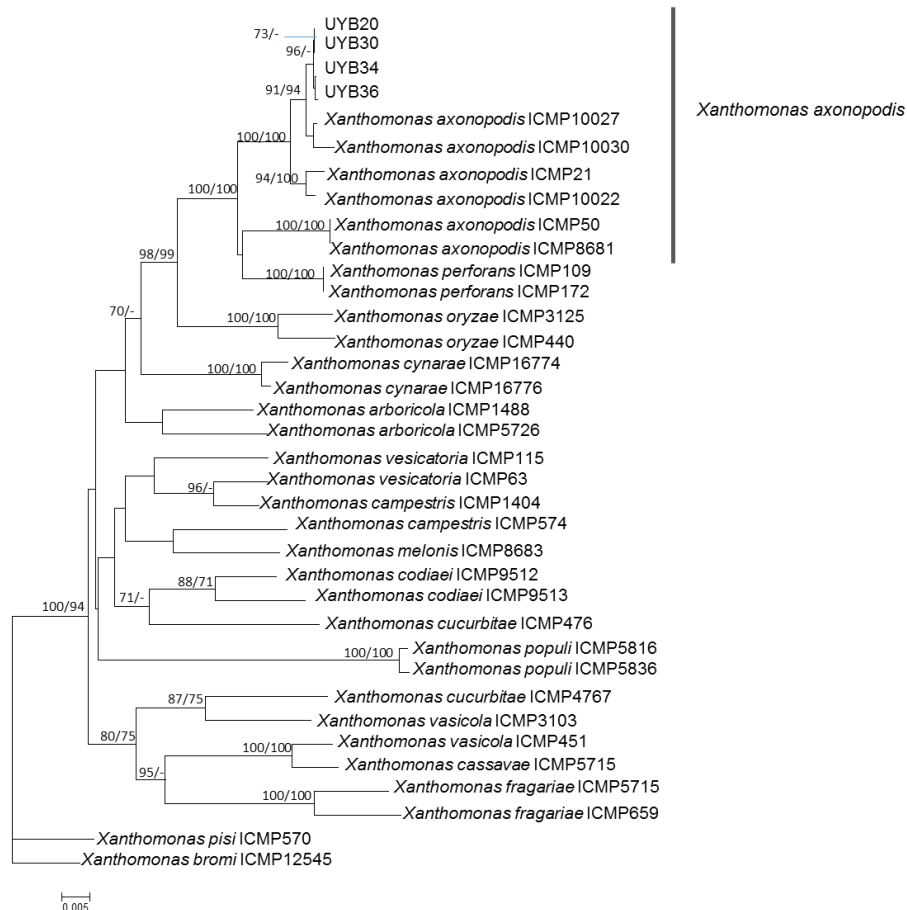 UYB20
73/-
UYB30
96/-
UYB34
91/94
UYB36
Xanthomonas axonopodis
Xanthomonas axonopodis ICMP10027
100/100
Xanthomonas axonopodis ICMP10030
Xanthomonas axonopodis ICMP21
94/100
100/100
Xanthomonas axonopodis ICMP10022
100/100
Xanthomonas axonopodis ICMP50
Xanthomonas axonopodis ICMP8681
98/99
100/100
Xanthomonas perforans ICMP109
Xanthomonas perforans ICMP172
70/-
100/100
Xanthomonas oryzae ICMP3125
Xanthomonas oryzae ICMP440
100/100
Xanthomonas cynarae ICMP16774
Xanthomonas cynarae ICMP16776
Xanthomonas arboricola ICMP1488
Xanthomonas arboricola ICMP5726
Xanthomonas vesicatoria ICMP115
96/-
Xanthomonas vesicatoria ICMP63
Xanthomonas campestris ICMP1404
Xanthomonas campestris ICMP574
Xanthomonas melonis ICMP8683
88/71
Xanthomonas codiaei ICMP9512
71/-
Xanthomonas codiaei ICMP9513
100/94
Xanthomonas cucurbitae ICMP476
100/100
Xanthomonas populi ICMP5816
Xanthomonas populi ICMP5836
87/75
Xanthomonas cucurbitae ICMP4767
Xanthomonas vasicola ICMP3103
80/75
100/100
Xanthomonas vasicola ICMP451
Xanthomonas cassavae ICMP5715
95/-
100/100
Xanthomonas fragariae ICMP5715
Xanthomonas fragariae ICMP659
Xanthomonas pisi ICMP570
Xanthomonas bromi ICMP12545
0.005